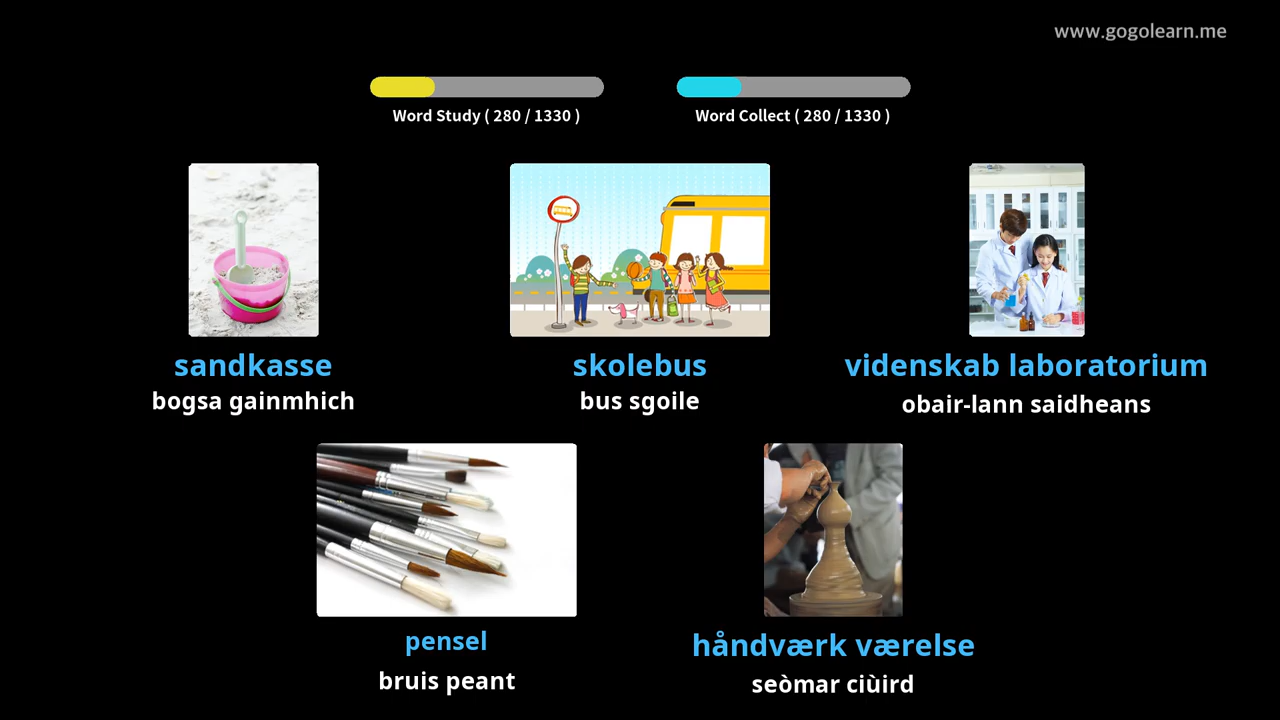 www.gogolearn.me
Word Study ( 280 / 1330 )
Word Collect ( 280 / 1330 )
sandkasse
bogsa gainmhich
skolebus
bus sgoile
videnskab laboratorium
obair-lann saidheans
pensel
bruis peant
håndværk værelse
seòmar ciùird